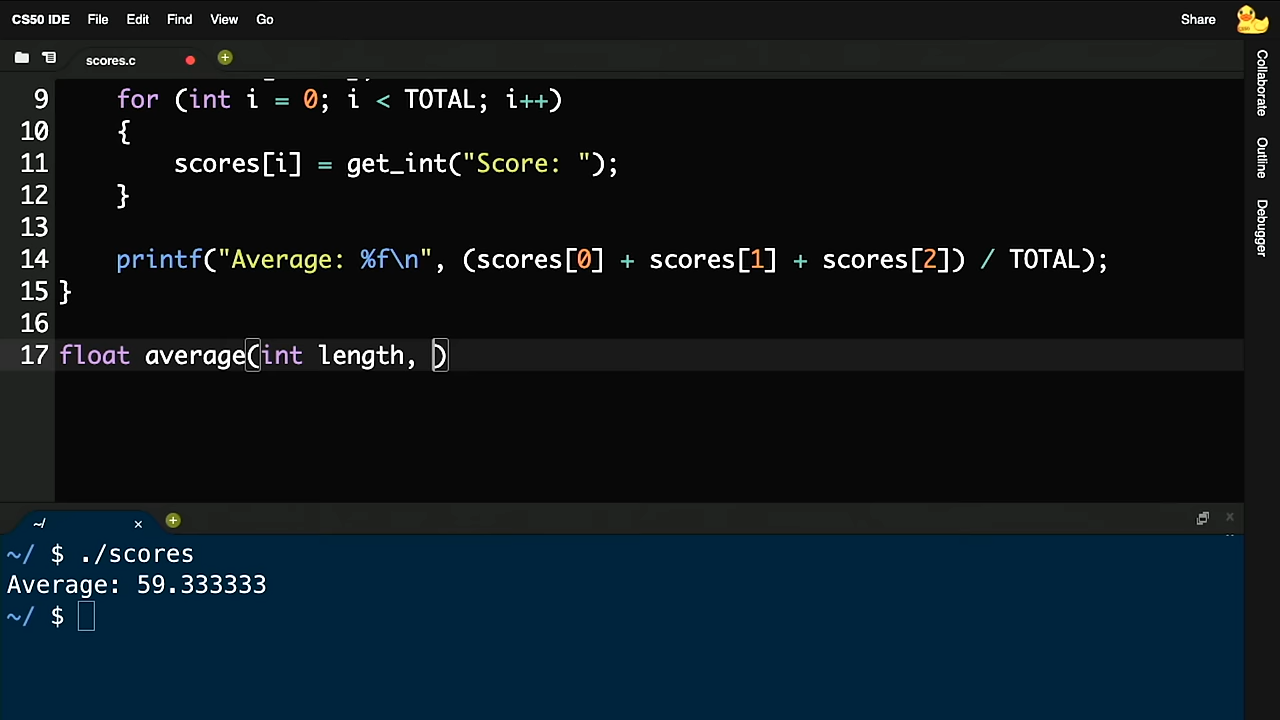 CS50 IDE File Edit Find View Go Share
scores.c
9 for (int i = 0; i < TOTAL; i++)
10 {
11 scores[i] = get_int("Score: ");
12 }
13
14 printf("Average: %f\n", (scores[0] + scores[1] + scores[2]) / TOTAL);
15 }
16
17 float average(int length, )
Collaborate
Outline
Debugger
~/
~/ $ ./scores
Average: 59.333333
~/ $